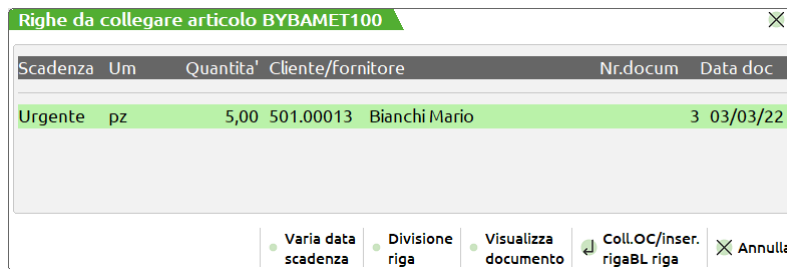 Righe da collegare articolo BYBAMET100
Scadenza Um Quantita' Cliente/fornitore Nr.docum Data doc
Urgente pz 5,00 501.00013 Bianchi Mario 3 03/03/22
Varia data scadenza
Divisione riga
Visualizza documento
Coll.OC/inser. rigaBL riga
Annulla